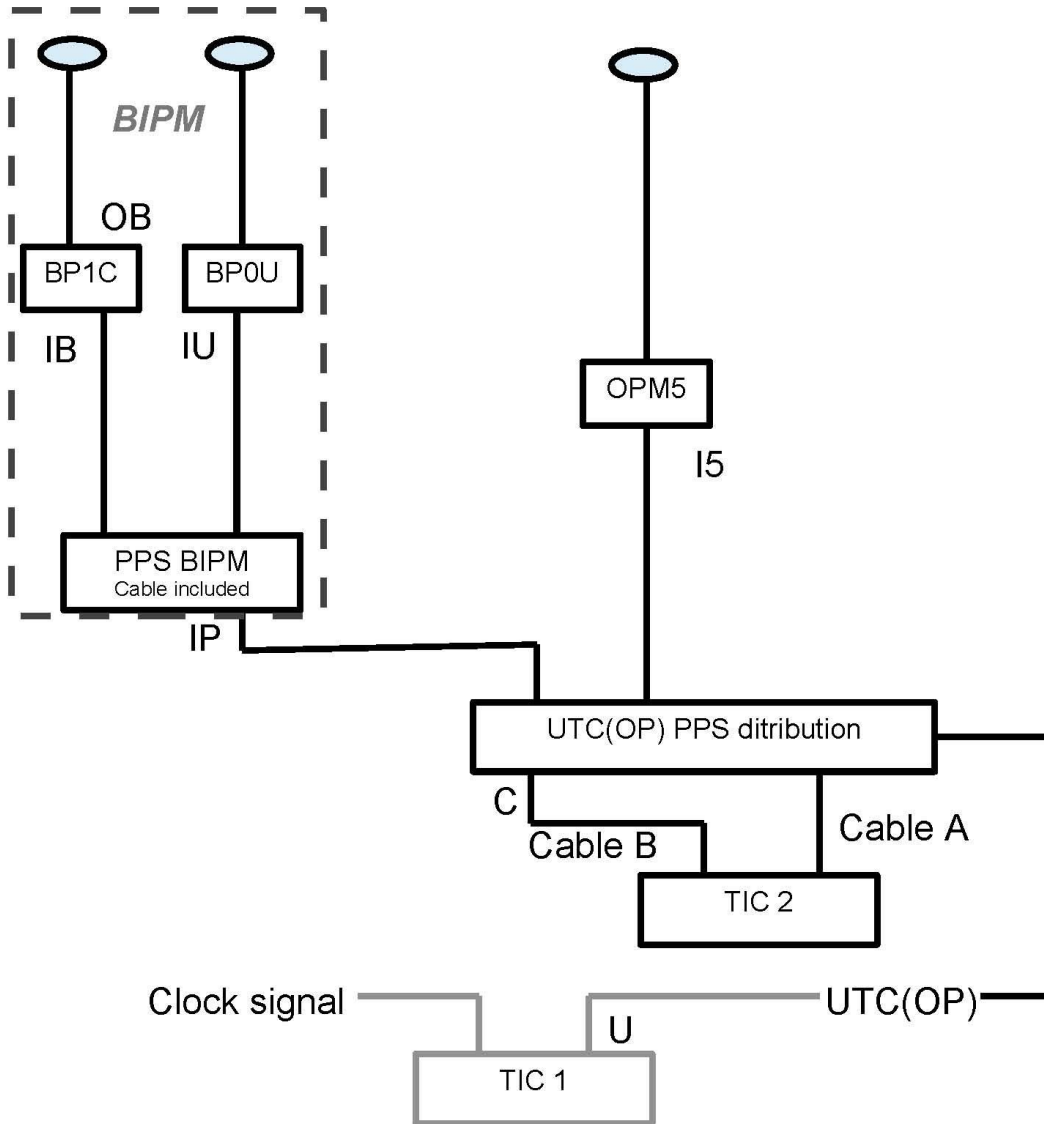 BIPM
OB
BP1C
BP0U
IB
IU
OPM5
I5
PPS BIPM
Cable included
IP
UTC(OP) PPS ditribution
C
Cable B
Cable A
TIC 2
Clock signal
UTC(OP)
U
TIC 1